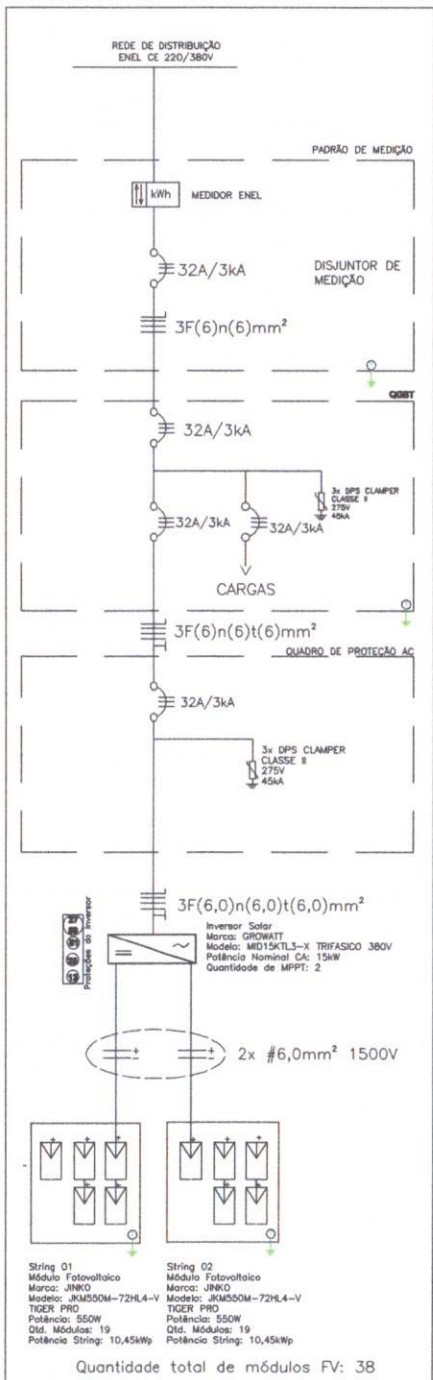 REDE DE DISTRIBUIÇÃO
ENEL CE 220/380V
PADRÃO DE MEDIÇÃO
kWh
MEDIDOR ENEL
32A/3kA
DISJUNTOR DE
MEDIÇÃO
3F(6)n(6)mm²
QGBT
32A/3kA
3x DPS CLAMPER
CLASSE II
275V
45kA
32A/3kA
32A/3kA
CARGAS
3F(6)n(6)t(6)mm²
QUADRO DE PROTEÇÃO AC
32A/3kA
3x DPS CLAMPER
CLASSE II
275V
45kA
3F(6,0)n(6,0)t(6,0)mm²
Proteções do Inversor
Inversor Solar
Marca: GROWATT
Modelo: MID15KTL3-X TRIFASICO 380V
Potência Nominal CA: 15kW
Quantidade de MPPT: 2
2x #6,0mm² 1500V
String 01
Módulo Fotovoltaico
Marca: JINKO
Modelo: JKM550M-72HL4-V
TIGER PRO
Potência: 550W
Qtd. Módulos: 19
Potência String: 10,45kWp
String 02
Módulo Fotovoltaico
Marca: JINKO
Modelo: JKM550M-72HL4-V
TIGER PRO
Potência: 550W
Qtd. Módulos: 19
Potência String: 10,45kWp
Quantidade total de módulos FV: 38